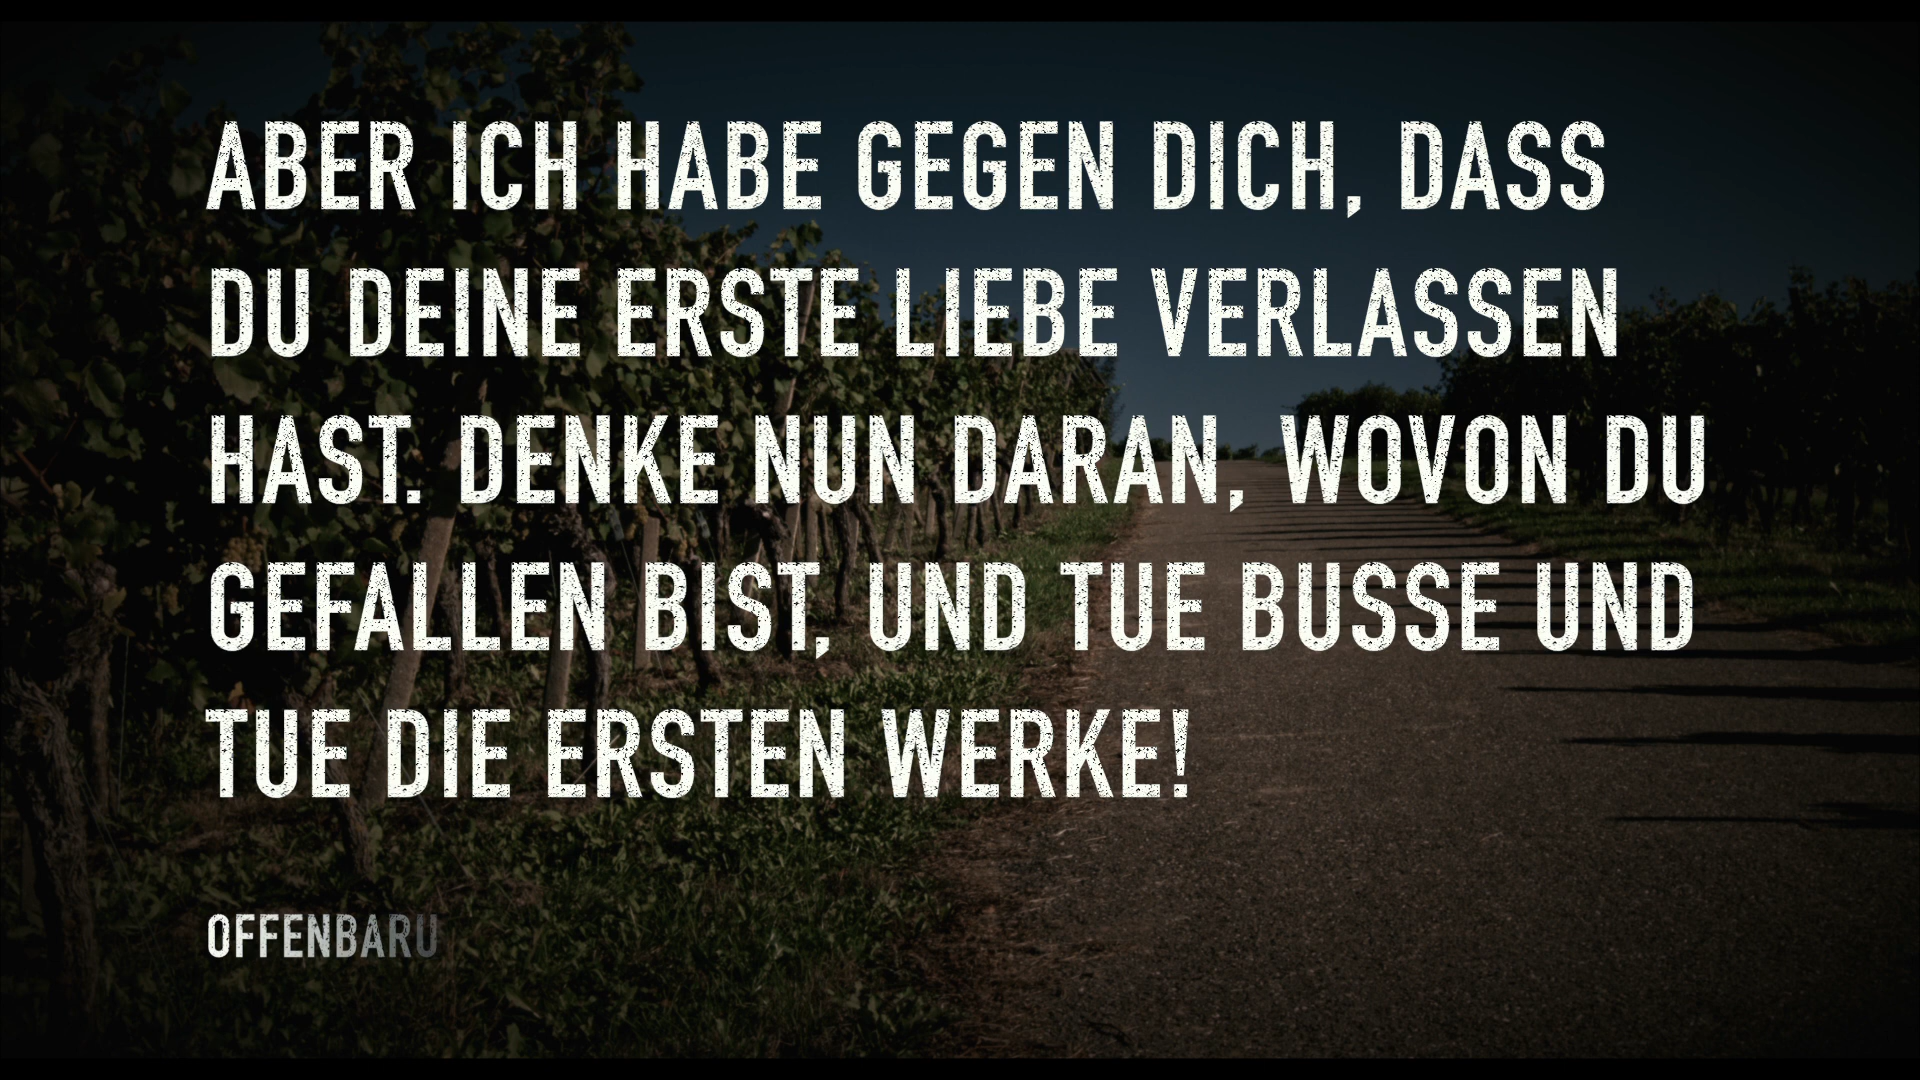 ABER ICH HABE GEGEN DICH, DASS
DU DEINE ERSTE LIEBE VERLASSEN
HAST. DENKE NUN DARAN, WOVON DU
GEFALLEN BIST, UND TUE BUSSE UND
TUE DIE ERSTEN WERKE!
OFFENBARU